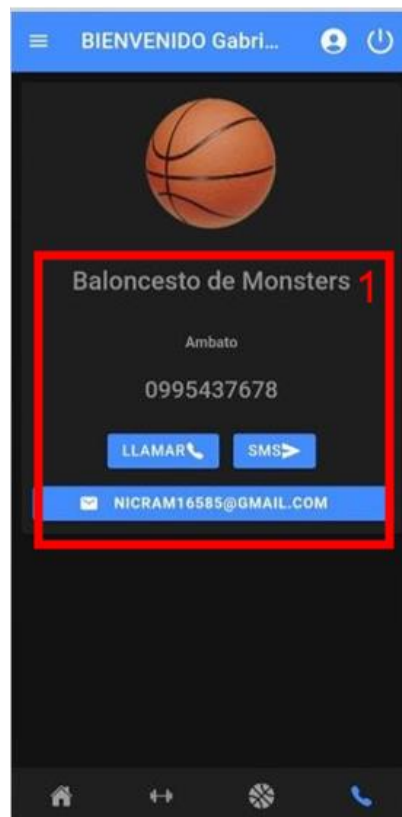 BIENVENIDO Gabri...
Baloncesto de Monsters 1
Ambato
0995437678
LLAMAR SMS
NICRAM16585@GMAIL.COM